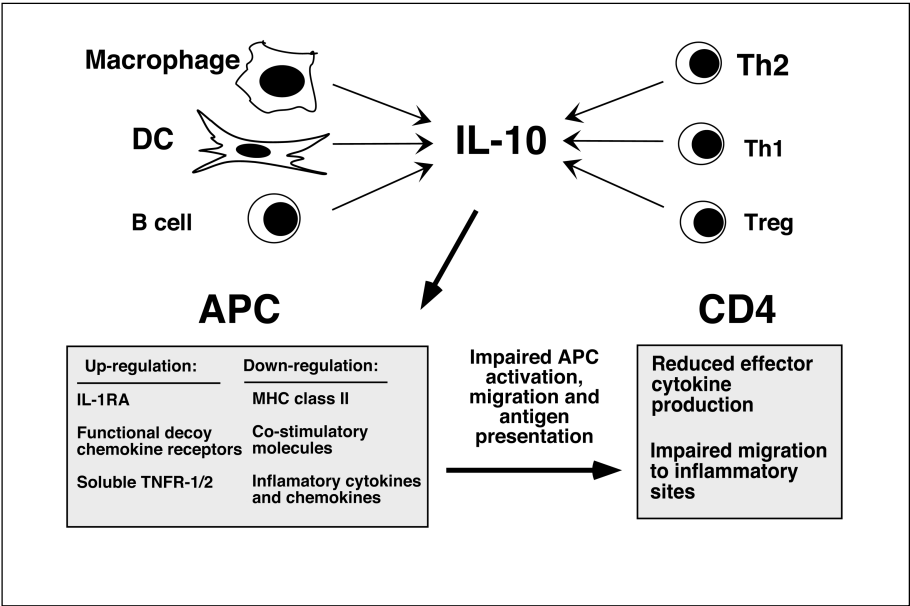 Macrophage
DC
B cell
IL-10
Th2
Th1
Treg
APC
Up-regulation:
IL-1RA
Functional decoy
chemokine receptors
Soluble TNFR-1/2
Down-regulation:
MHC class II
Co-stimulatory
molecules
Inflamatory cytokines
and chemokines
Impaired APC
activation,
migration and
antigen
presentation
CD4
Reduced effector
cytokine
production
Impaired migration
to inflammatory
sites